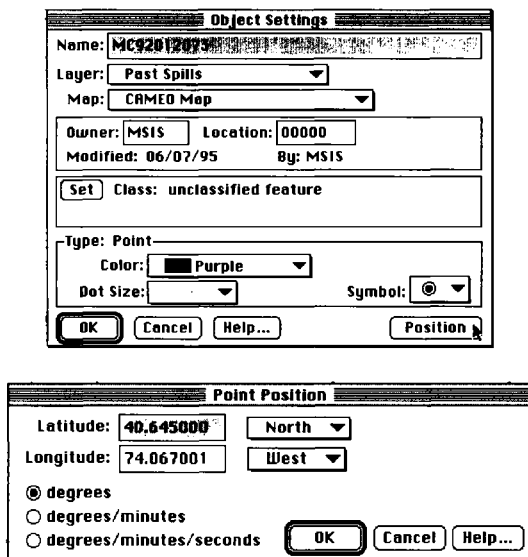 Object Settings
Name: MC92012093
Layer: Past Spills
Map: CAMEO Map
Owner: MSIS Location: 00000
Modified: 06/07/95 By: MSIS
Set Class: unclassified feature
Type: Point
Color: Purple
Dot Size: Symbol:
OK Cancel Help... Position
Point Position
Latitude: 40.645000 North
Longitude: 74.067001 West
degrees
degrees/minutes
degrees/minutes/seconds OK Cancel Help...